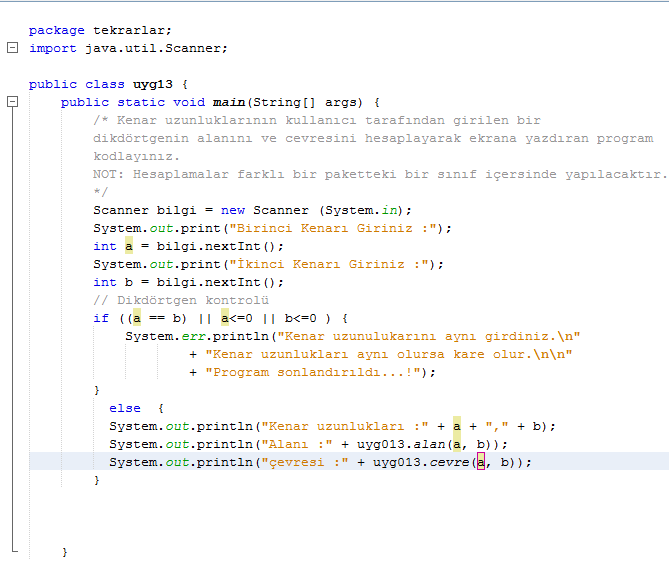 package tekrarlar;
import java.util.Scanner;
public class uyg13 {
public static void main(String[] args) {
/* Kenar uzunluklarının kullanıcı tarafından girilen bir
dikdörtgenin alanını ve cevresini hesaplayarak ekrana yazdıran program
kodlayınız.
NOT: Hesaplamalar farklı bir paketteki bir sınıf içersinde yapılacaktır.
*/
Scanner bilgi = new Scanner (System.in);
System.out.print("Birinci Kenarı Giriniz :");
int a = bilgi.nextInt();
System.out.print("İkinci Kenarı Giriniz :");
int b = bilgi.nextInt();
// Dikdörtgen kontrolü
if ((a == b) || a<=0 || b<=0 ) {
System.err.println("Kenar uzunulukarını aynı girdiniz.\n"
+ "Kenar uzunlukları aynı olursa kare olur.\n\n"
+ "Program sonlandırıldı...!");
}
else {
System.out.println("Kenar uzunlukları :" + a + "," + b);
System.out.println("Alanı :" + uyg013.alan(a, b));
System.out.println("çevresi :" + uyg013.cevre(a, b));
}
}